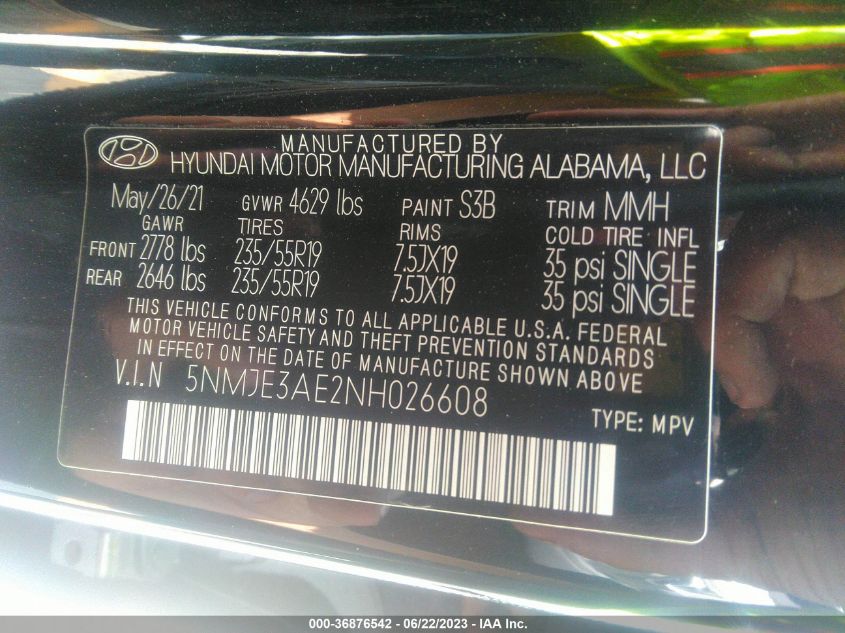 MANUFACTURED BY
HYUNDAI MOTOR MANUFACTURING ALABAMA, LLC
May/26/21 GVWR 4629 lbs PAINT S3B TRIM MMH
GAWR TIRES RIMS COLD TIRE INFL
FRONT 2778 lbs 235/55R19 7.5JX19 35 psi SINGLE
REAR 2646 lbs 235/55R19 7.5JX19 35 psi SINGLE
THIS VEHICLE CONFORMS TO ALL APPLICABLE U.S.A. FEDERAL
MOTOR VEHICLE SAFETY AND THEFT PREVENTION STANDARDS
IN EFFECT ON THE DATE OF MANUFACTURE SHOWN ABOVE
V.I.N 5NMJE3AE2NH026608
TYPE: MPV
000-36876542 - 06/22/2023 - IAA Inc.